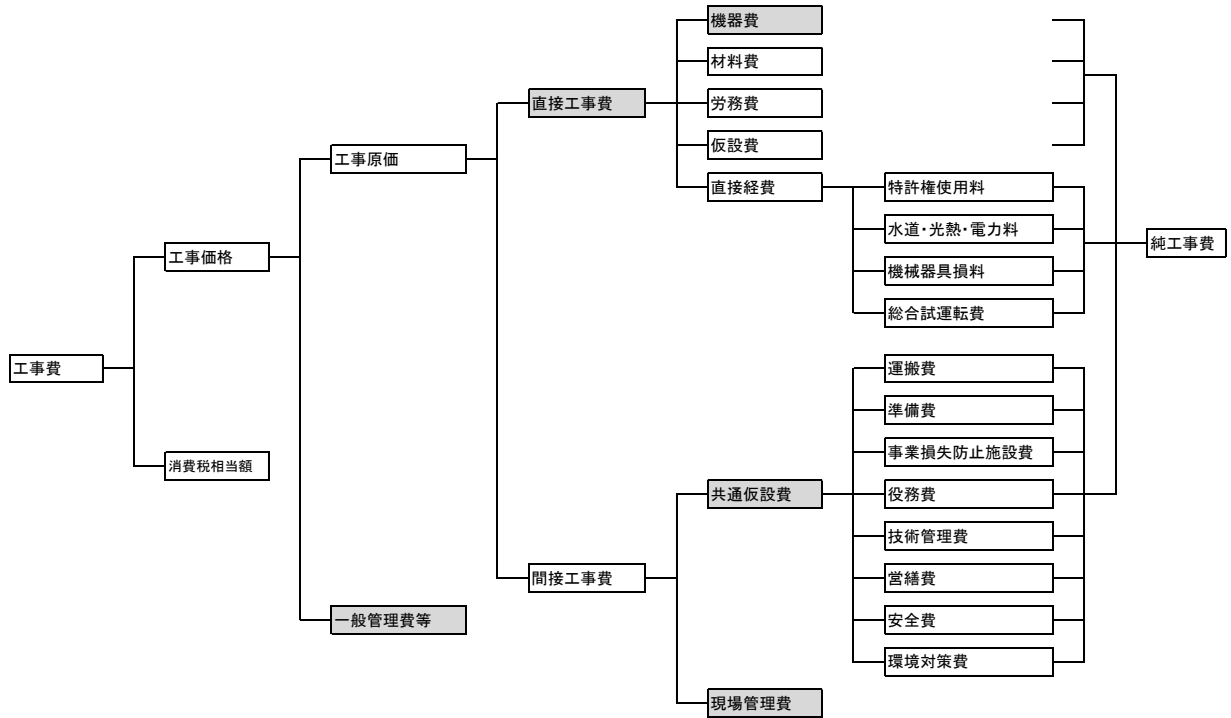 機器費
材料費
直接工事費
労務費
仮設費
工事原価
直接経費
特許権使用料
水道・光熱・電力料
純工事費
工事価格
機械器具損料
総合試運転費
工事費
運搬費
準備費
事業損失防止施設費
消費税相当額
共通仮設費
役務費
技術管理費
間接工事費
営繕費
一般管理費等
安全費
環境対策費
現場管理費